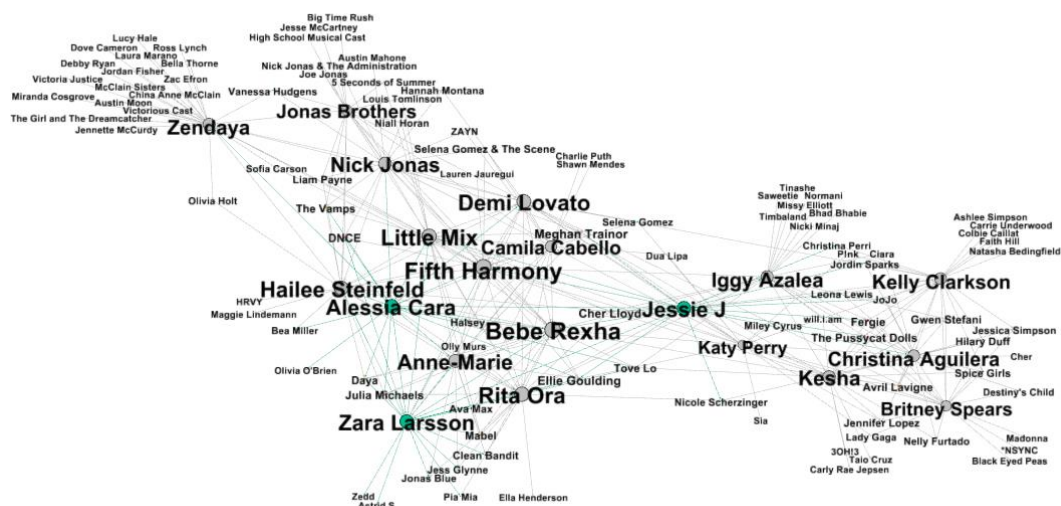 Big Time Rush
Jesse McCartney
High School Musical Cast
Lucy Hale
Dove Cameron
Ross Lynch
Laura Marano
Debby Ryan
Bella Thorne
Jordan Fisher
Victoria Justice
Zac Efron
McClain Sisters
Miranda Cosgrove
China Anne McClain
Austin Moon
Victorious Cast
The Girl and The Dreamcatcher
Jennette McCurdy
Zendaya
Austin Mahone
Nick Jonas & The Administration
Joe Jonas
5 Seconds of Summer
Vanessa Hudgens
Hannah Montana
Louis Tomlinson
Jonas Brothers
Niall Horan
ZAYN
Selena Gomez & The Scene
Charlie Puth
Shawn Mendes
Nick Jonas
Sofia Carson
Liam Payne
Lauren Jauregui
Olivia Holt
The Vamps
Demi Lovato
Selena Gomez
DNCE
Little Mix
Meghan Trainor
Camila Cabello
Dua Lipa
Fifth Harmony
Tinashe
Saweetie
Normani
Missy Elliott
Bhad Bhabie
Timbaland
Nicki Minaj
Christina Perri
P!nk
Ciara
Jordin Sparks
Ashlee Simpson
Carrie Underwood
Colbie Caillat
Faith Hill
Natasha Bedingfield
Iggy Azalea
Kelly Clarkson
Hailee Steinfeld
Leona Lewis
JoJo
HRVY
Maggie Lindemann
Alessia Cara
Cher Lloyd
Jessie J
Bea Miller
Halsey
Bebe Rexha
Miley Cyrus
will.i.am
Fergie
Gwen Stefani
Jessica Simpson
Olly Murs
Katy Perry
The Pussycat Dolls
Hilary Duff
Anne-Marie
Christina Aguilera
Cher
Olivia O'Brien
Tove Lo
Spice Girls
Daya
Ellie Goulding
Kesha
Avril Lavigne
Julia Michaels
Rita Ora
Destiny's Child
Ava Max
Nicole Scherzinger
Britney Spears
Zara Larsson
Sia
Jennifer Lopez
Mabel
Lady Gaga
Nelly Furtado
Madonna
Clean Bandit
3OH!3
*NSYNC
Jess Glynne
Taio Cruz
Black Eyed Peas
Jonas Blue
Carly Rae Jepsen
Zedd
Pia Mia
Ella Henderson
Astrid S